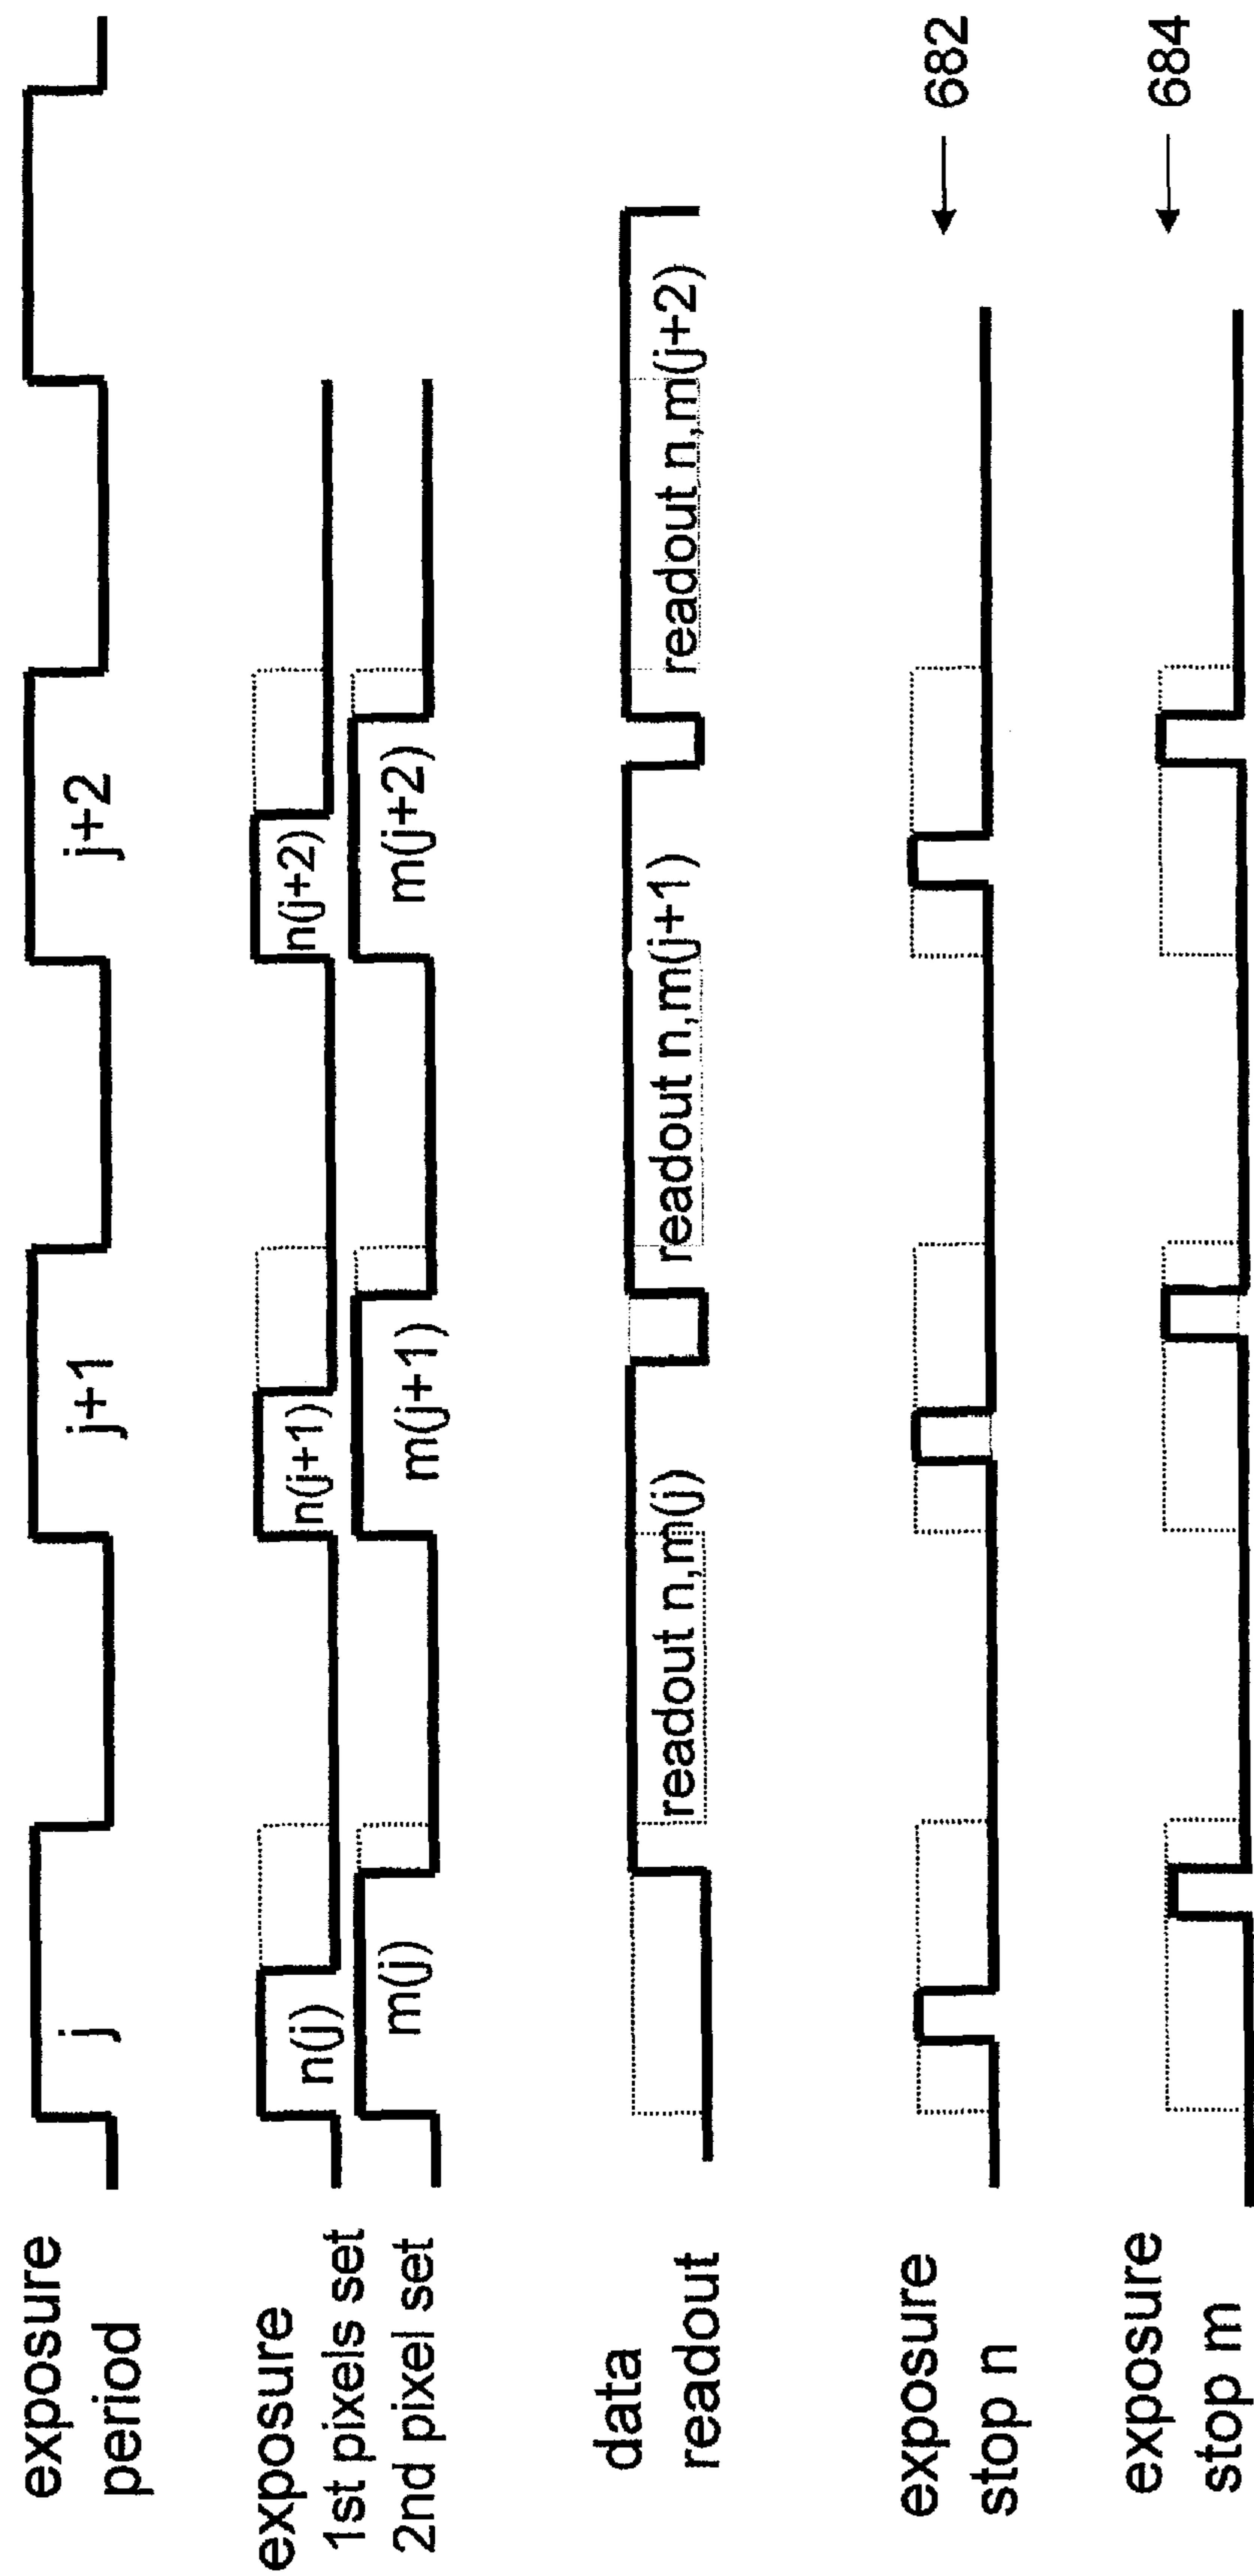 exposure
period
j
j+1
j+2
exposure
1st pixels set
2nd pixel set
n(j)
n(j+1)
n(j+2)
m(j)
m(j+1)
m(j+2)
data
readout
readout n,m(j)
readout n,m(j+1)
readout n,m(j+2)
exposure
stop n
682
exposure
stop m
684